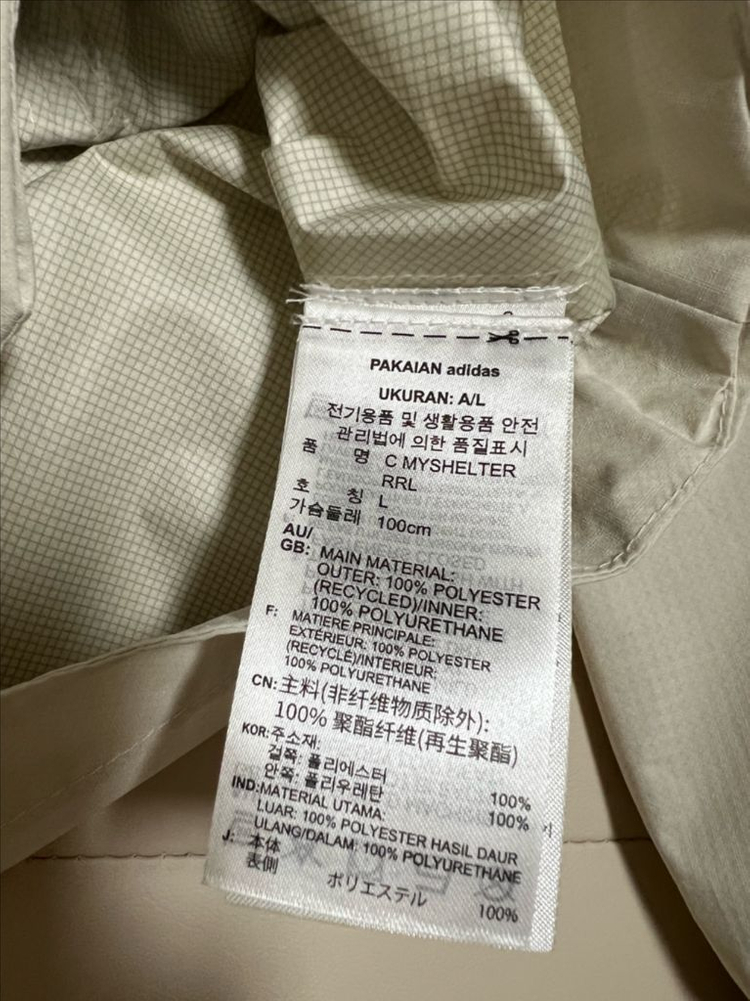 PAKAIAN adidas
UKURAN: A/L
전기용품 및 생활용품 안전
관리법에 의한 품질표시
품 명 C MYSHELTER
RRL
호 칭 L
가슴둘레 100cm
AU/
GB: MAIN MATERIAL:
OUTER: 100% POLYESTER
(RECYCLED)/INNER:
100% POLYURETHANE
F: MATIERE PRINCIPALE:
EXTÉRIEUR: 100% POLYESTER
(RECYCLÉ)/INTERIEUR:
100% POLYURETHANE
CN: 主料(非纤维物质除外):
100% 聚酯纤维(再生聚酯)
KOR: 주소재:
겉쪽: 폴리에스터 100%
안쪽: 폴리우레탄 100%
IND: MATERIAL UTAMA:
LUAR: 100% POLYESTER HASIL DAUR
ULANG/DALAM: 100% POLYURETHANE
J: 本体
表側 ポリエステル 100%